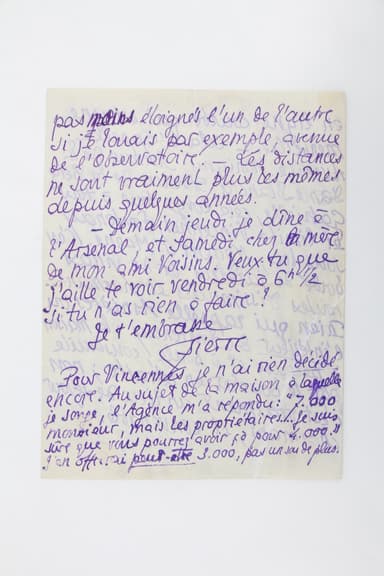 pas moins éloignés l'un de l'autre
si je louais par exemple, avenue
de l'Observatoire. — Les distances
ne sont vraiment plus les mêmes
depuis quelques années.
— Demain jeudi je dîne à
l'Arsenal et Samedi, chez la mère
de mon ami Voisins. Veux-tu que
j'aille te voir vendredi à 6h 1/2
si tu n'as rien à faire ?
Je t'embrasse
Pierre
Pour Vincennes je n'ai rien décidé
encore. Au sujet de la maison à laquelle
je songe, l'Agence m'a répondu : "7.000
monsieur, mais les propriétaires... je suis
sûre que vous pourrez avoir ça pour 4.000."
J'en offrirai peut-être 3.000, pas un sou de plus.